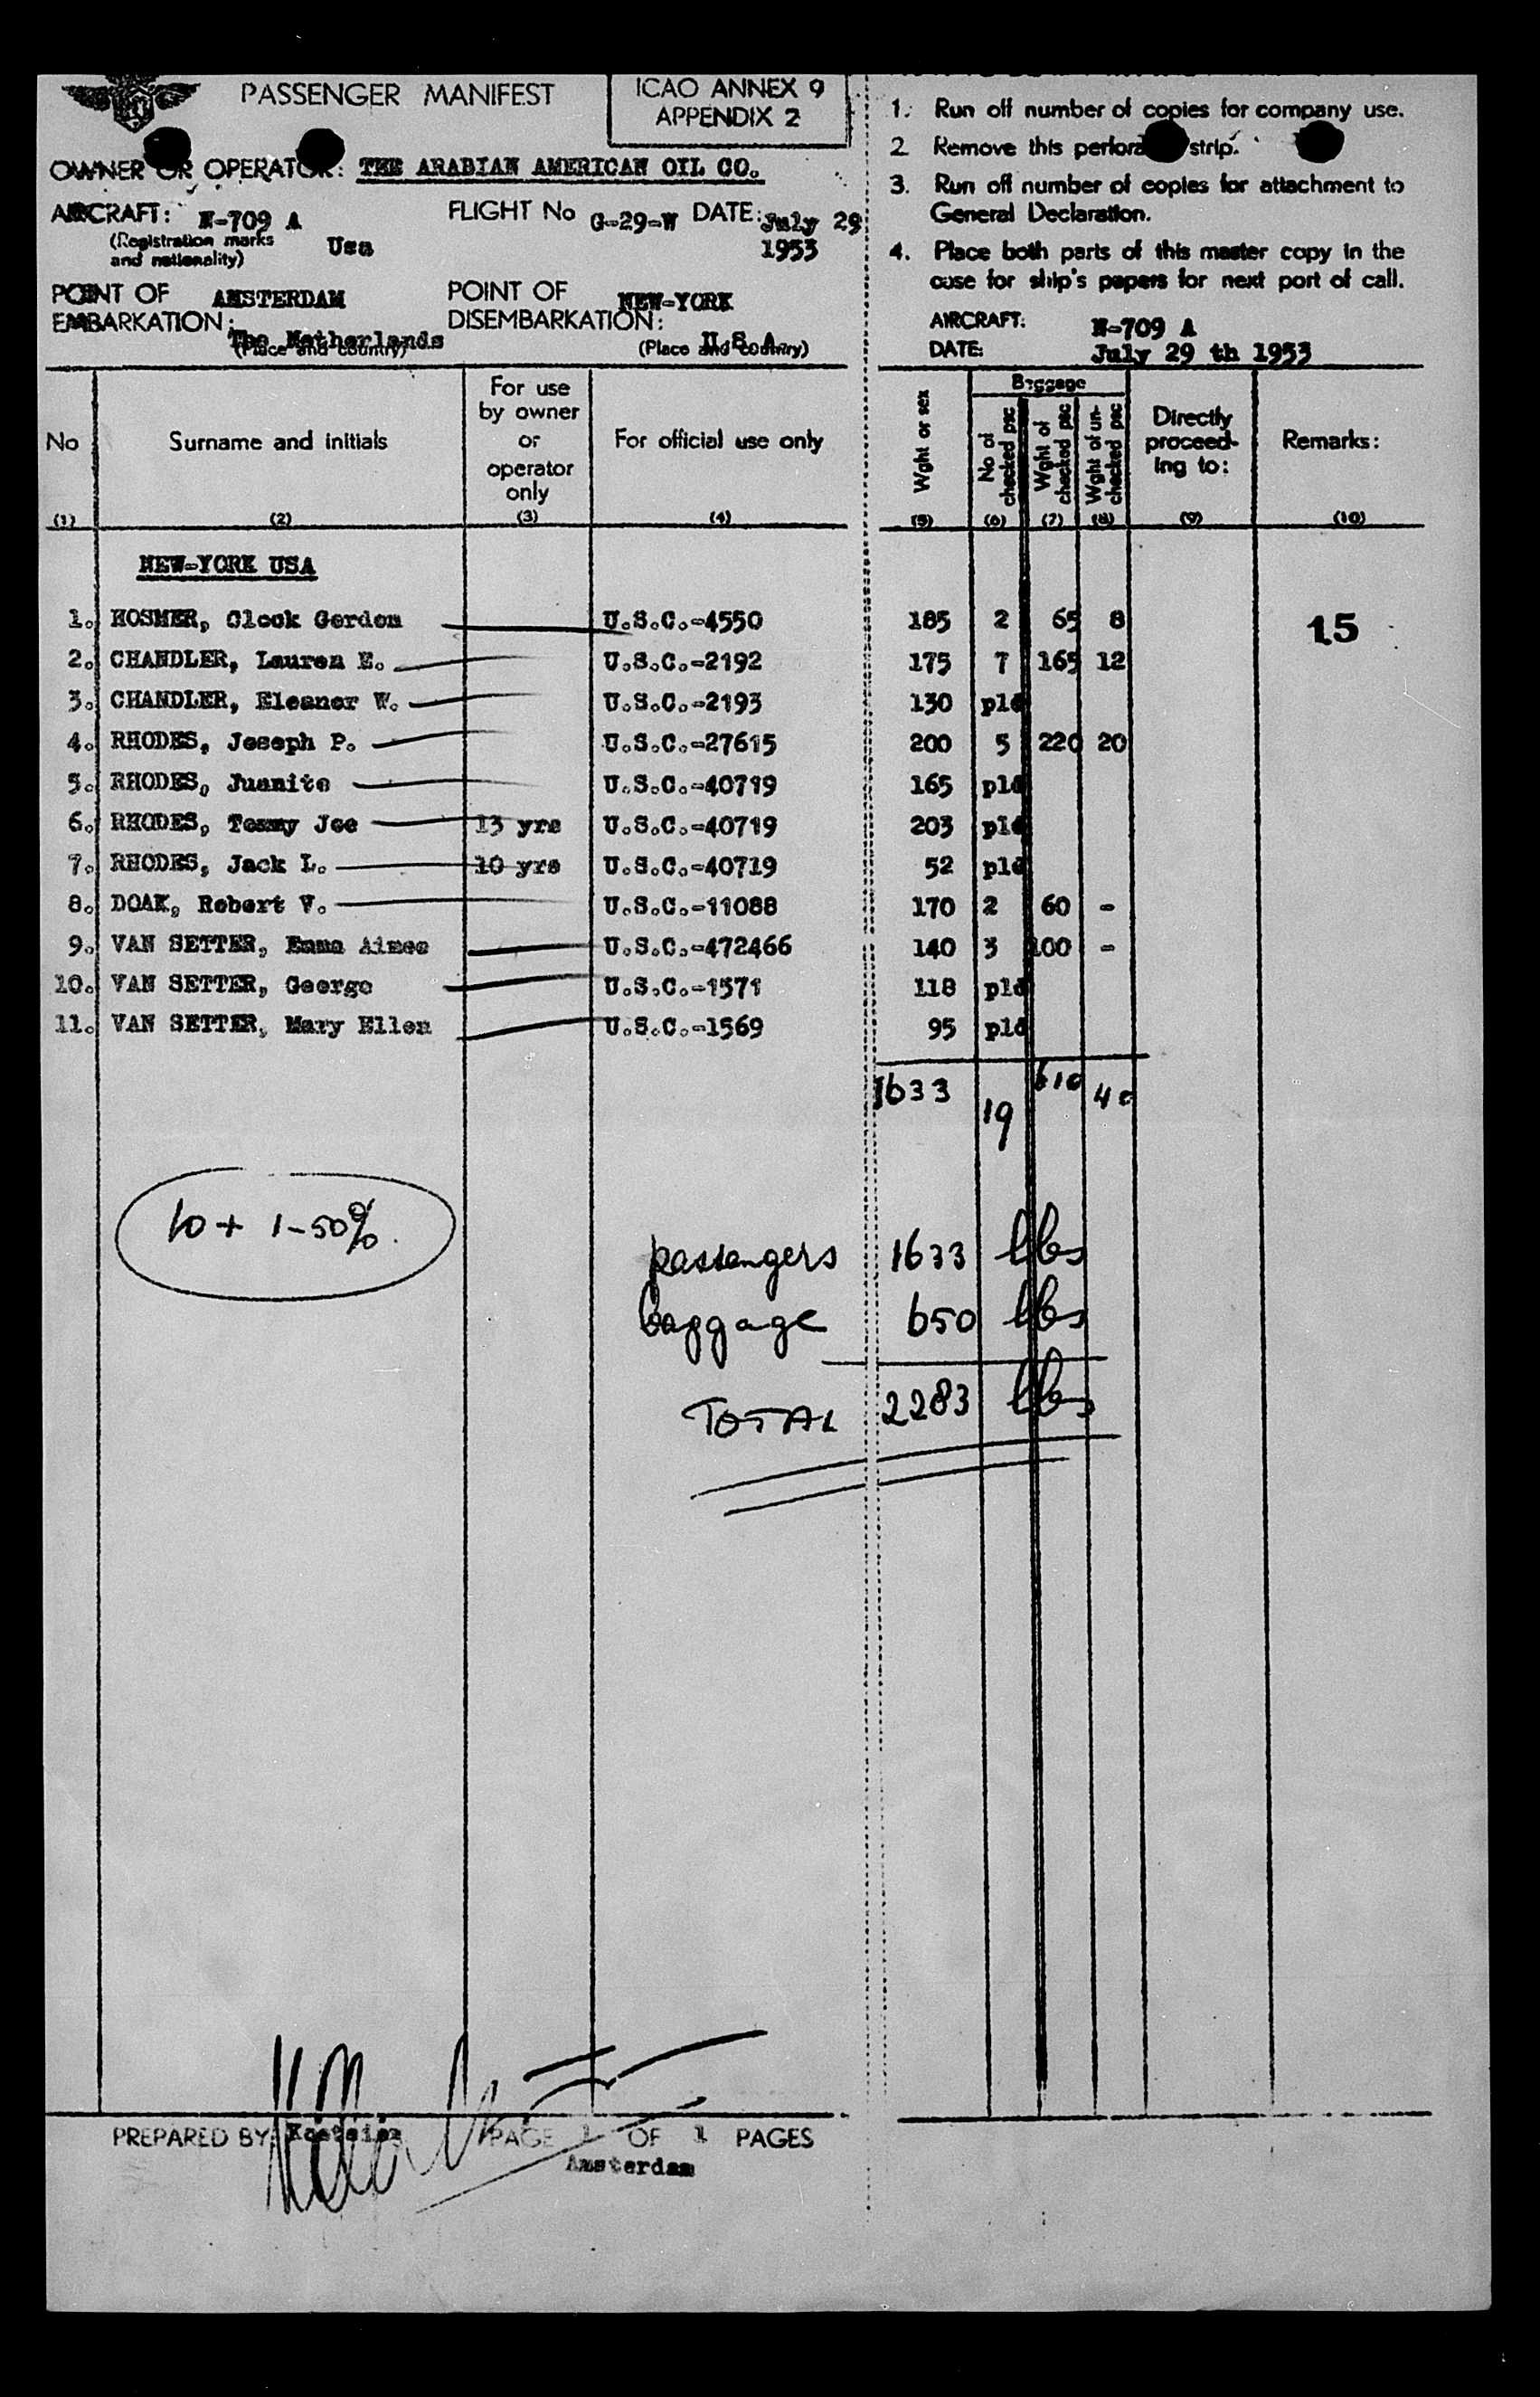 PASSENGER MANIFEST
ICAO ANNEX 9
APPENDIX 2
OWNER OR OPERATOR: THE ARABIAN AMERICAN OIL CO.
AIRCRAFT: N-709 A FLIGHT No G-29-W DATE: July 29
(Registration marks Usa 1953
and nationality)
POINT OF AMSTERDAM POINT OF NEW-YORK
EMBARKATION: The Netherlands DISEMBARKATION: U.S.A.
(Place and country) (Place and country)
1. Run off number of copies for company use.
2. Remove this strip.
3. Run off number of copies for attachment to
General Declaration.
4. Place both parts of this master copy in the
case for ship's papers for next port of call.
AIRCRAFT: N-709 A
DATE: July 29 th 1953
No Surname and initials For use by owner or operator only For official use only Wght or sex Baggage No of checked psc Wght of checked psc Wght of un-checked psc Directly proceed-ing to: Remarks:
(1) (2) (3) (4) (5) (6) (7) (8) (9) (10)
NEW-YORK USA
1. HOSMER, Clock Gordon U.S.C.-4550 185 2 65 8 15
2. CHANDLER, Lauren E. U.S.C.-2192 175 7 165 12
3. CHANDLER, Eleanor W. U.S.C.-2193 130 pld
4. RHODES, Joseph P. U.S.C.-27615 200 5 220 20
5. RHODES, Juanita U.S.C.-40719 165 pld
6. RHODES, Tommy Joe 13 yrs U.S.C.-40719 203 pld
7. RHODES, Jack L. 10 yrs U.S.C.-40719 52 pld
8. DOAK, Robert V. U.S.C.-11088 170 2 60 -
9. VAN SETTER, Emma Aimee U.S.C.-472466 140 3 100 -
10. VAN SETTER, George U.S.C.-1571 118 pld
11. VAN SETTER, Mary Ellen U.S.C.-1569 95 pld
1633 19 610 40
10 + 1-50%.
passengers 1633 lbs
baggage 650 lbs
TOTAL 2283 lbs
PREPARED BY: PAGE 1 OF 1 PAGES
Amsterdam